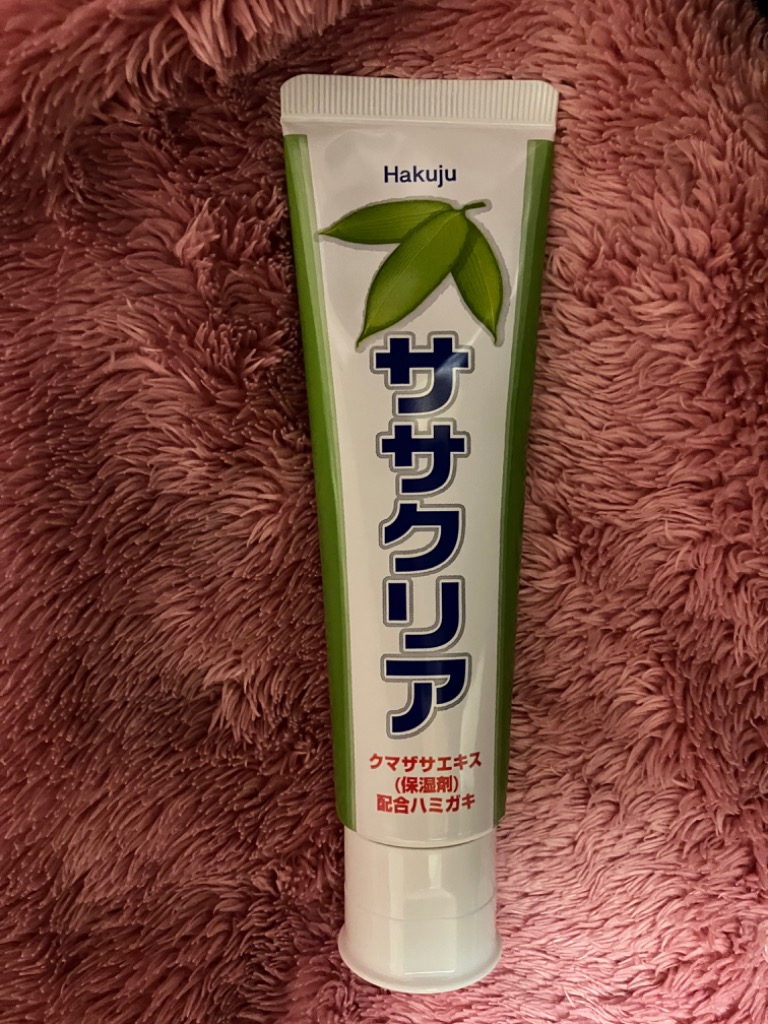 Hakuju
ササクリア
クマザサエキス
(保湿剤)
配合ハミガキ